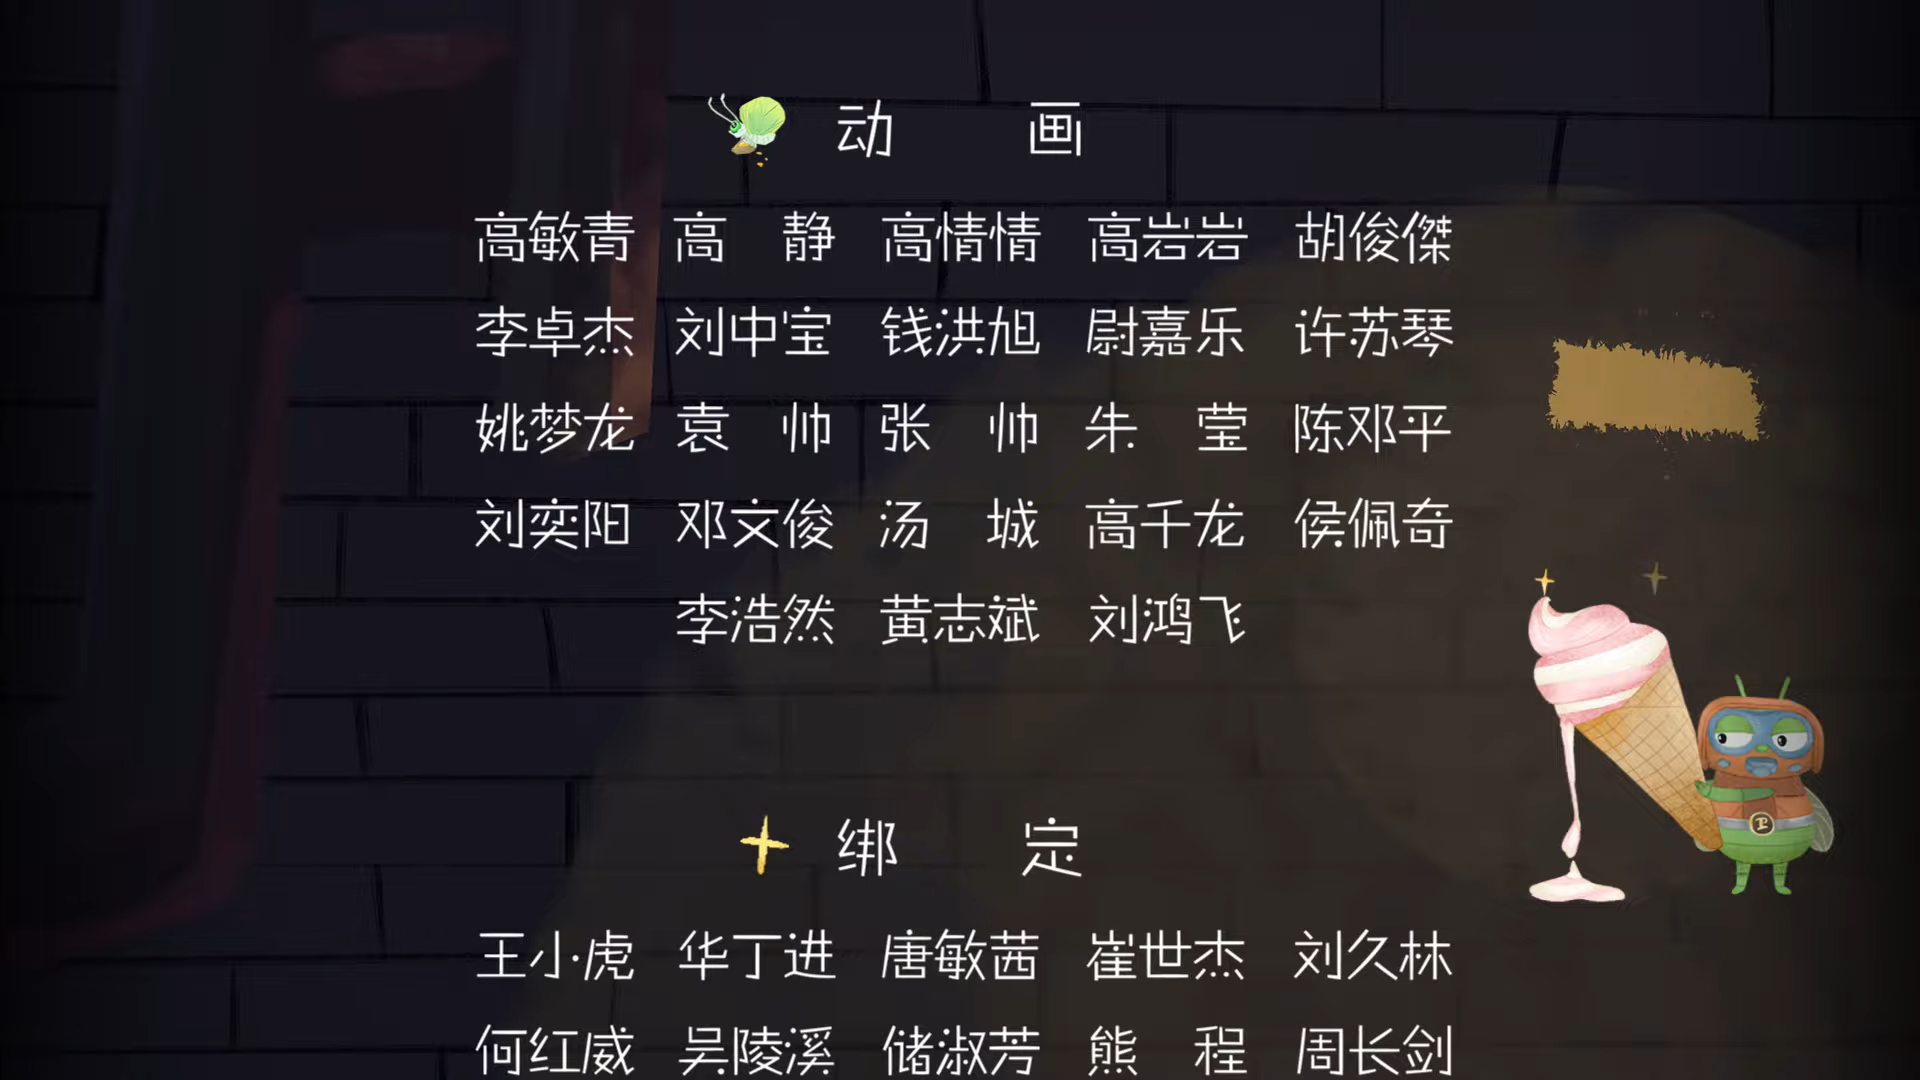 动 画
高敏青 高 静 高情情 高岩岩 胡俊傑
李卓杰 刘中宝 钱洪旭 尉嘉乐 许苏琴
姚梦龙 袁 帅 张 帅 朱 莹 陈邓平
刘奕阳 邓文俊 汤 城 高千龙 侯佩奇
李浩然 黄志斌 刘鸿飞
绑 定
王小虎 华丁进 唐敏茜 崔世杰 刘久林
何红威 吴陵溪 储淑芳 熊 程 周长剑
P